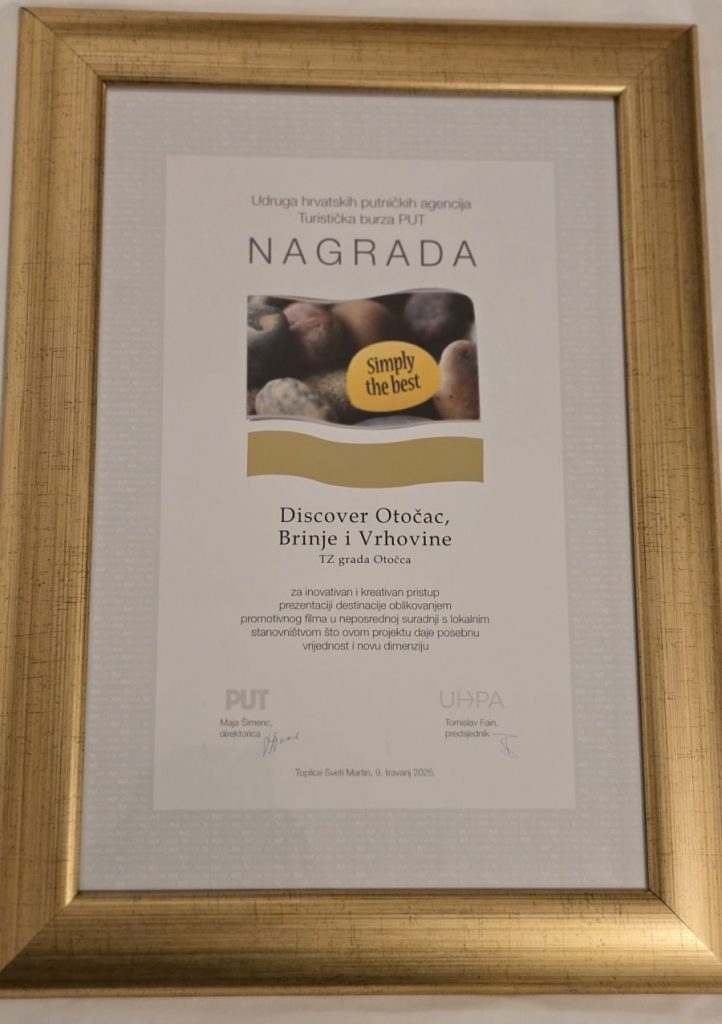 Udruga hrvatskih putničkih agencija
Turistička burza PUT
NAGRADA
Simply
the best
Discover Otočac,
Brinje i Vrhovine
TZ grada Otočca
za inovativan i kreativan pristup
prezentaciji destinacije oblikovanjem
promotivnog filma u neposrednoj suradnji s lokalnim
stanovništvom što ovom projektu daje posebnu
vrijednost i novu dimenziju
PUT
Maja Šimenc,
direktorica
UHPA
Tomislav Fain,
predsjednik
Toplice Sveti Martin, 9. travanj 2025.